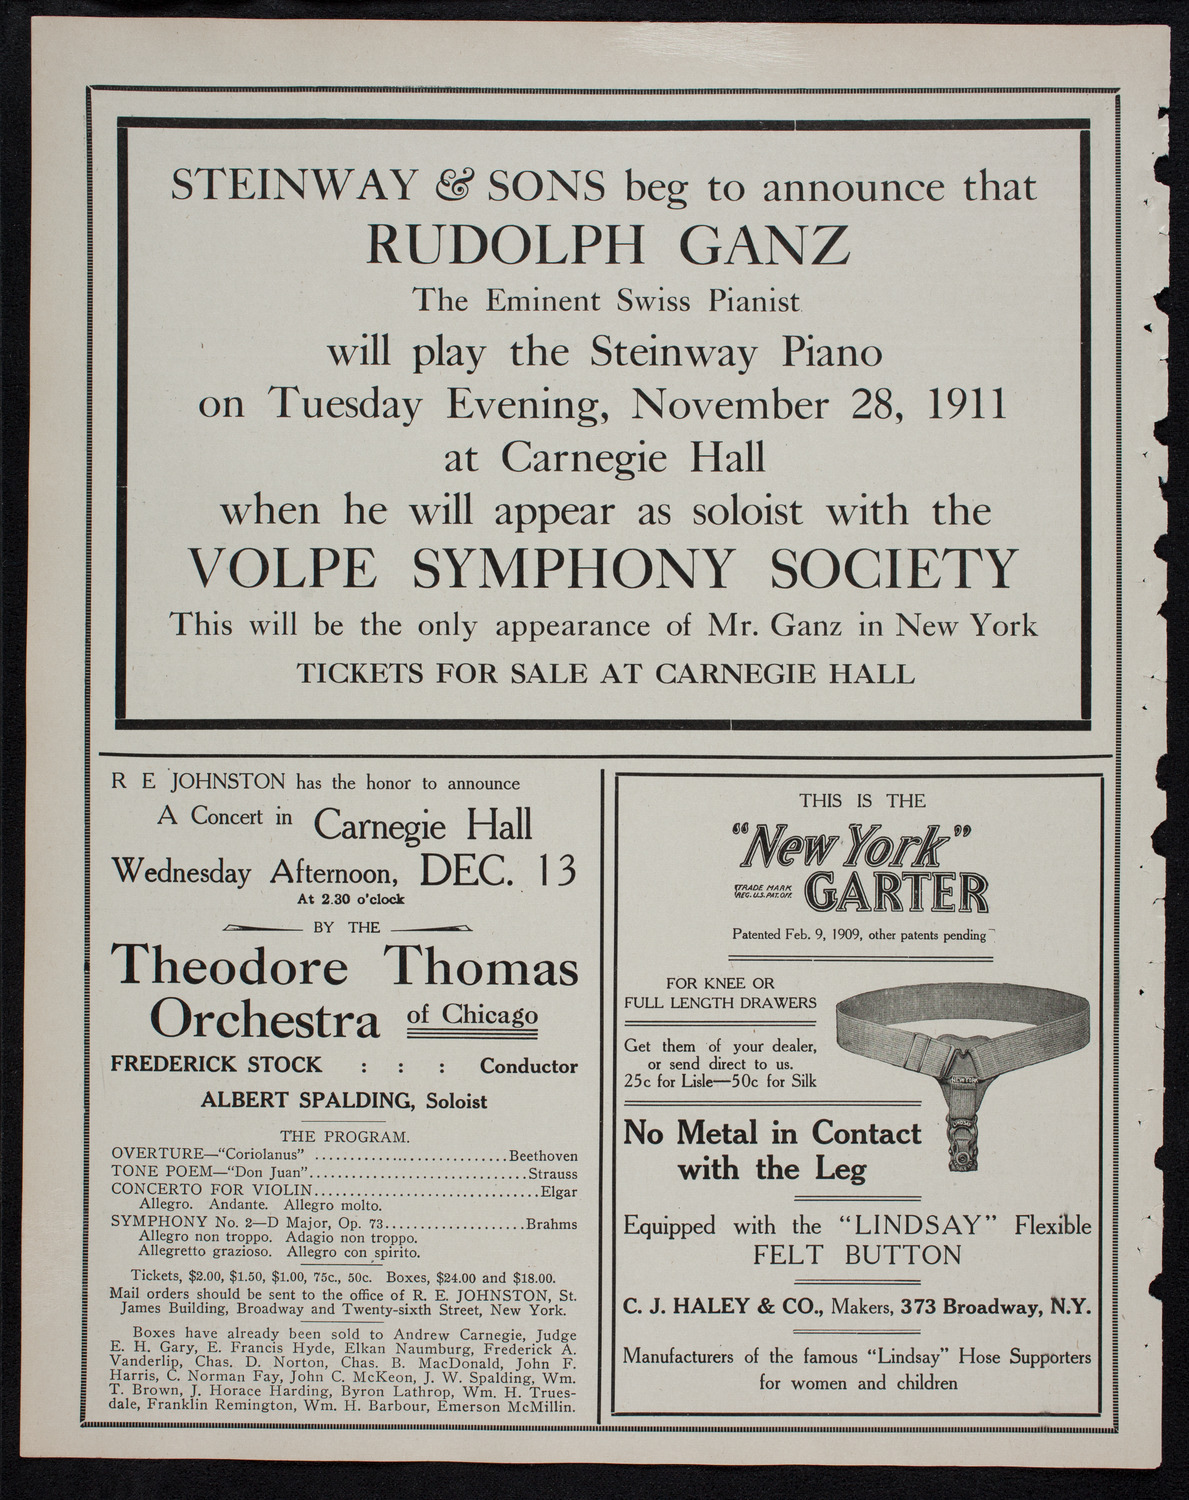 STEINWAY & SONS beg to announce that
RUDOLPH GANZ
The Eminent Swiss Pianist
will play the Steinway Piano
on Tuesday Evening, November 28, 1911
at Carnegie Hall
when he will appear as soloist with the
VOLPE SYMPHONY SOCIETY
This will be the only appearance of Mr. Ganz in New York
TICKETS FOR SALE AT CARNEGIE HALL
R E JOHNSTON has the honor to announce
A Concert in Carnegie Hall
Wednesday Afternoon, DEC. 13
At 2.30 o'clock
BY THE
Theodore Thomas
Orchestra of Chicago
FREDERICK STOCK : : : Conductor
ALBERT SPALDING, Soloist
THE PROGRAM.
OVERTURE—"Coriolanus" ..............................Beethoven
TONE POEM—"Don Juan"..................................Strauss
CONCERTO FOR VIOLIN...................................Elgar
Allegro. Andante. Allegro molto.
SYMPHONY No. 2—D Major, Op. 73.....................Brahms
Allegro non troppo. Adagio non troppo.
Allegretto grazioso. Allegro con spirito.
Tickets, $2.00, $1.50, $1.00, 75c., 50c. Boxes, $24.00 and $18.00.
Mail orders should be sent to the office of R. E. JOHNSTON, St.
James Building, Broadway and Twenty-sixth Street, New York.
Boxes have already been sold to Andrew Carnegie, Judge
E. H. Gary, E. Francis Hyde, Elkan Naumburg, Frederick A.
Vanderlip, Chas. D. Norton, Chas. B. MacDonald, John F.
Harris, C. Norman Fay, John C. McKeon, J. W. Spalding, Wm.
T. Brown, J. Horace Harding, Byron Lathrop, Wm. H. Trues-
dale, Franklin Remington, Wm. H. Barbour, Emerson McMillin.
THIS IS THE
"New York"
TRADE MARK
REG. U.S. PAT. OFF.
GARTER
Patented Feb. 9, 1909, other patents pending
FOR KNEE OR
FULL LENGTH DRAWERS
Get them of your dealer,
or send direct to us.
25c for Lisle—50c for Silk
NEW YORK
LINDSAY
No Metal in Contact
with the Leg
Equipped with the "LINDSAY" Flexible
FELT BUTTON
C. J. HALEY & CO., Makers, 373 Broadway, N.Y.
Manufacturers of the famous "Lindsay" Hose Supporters
for women and children